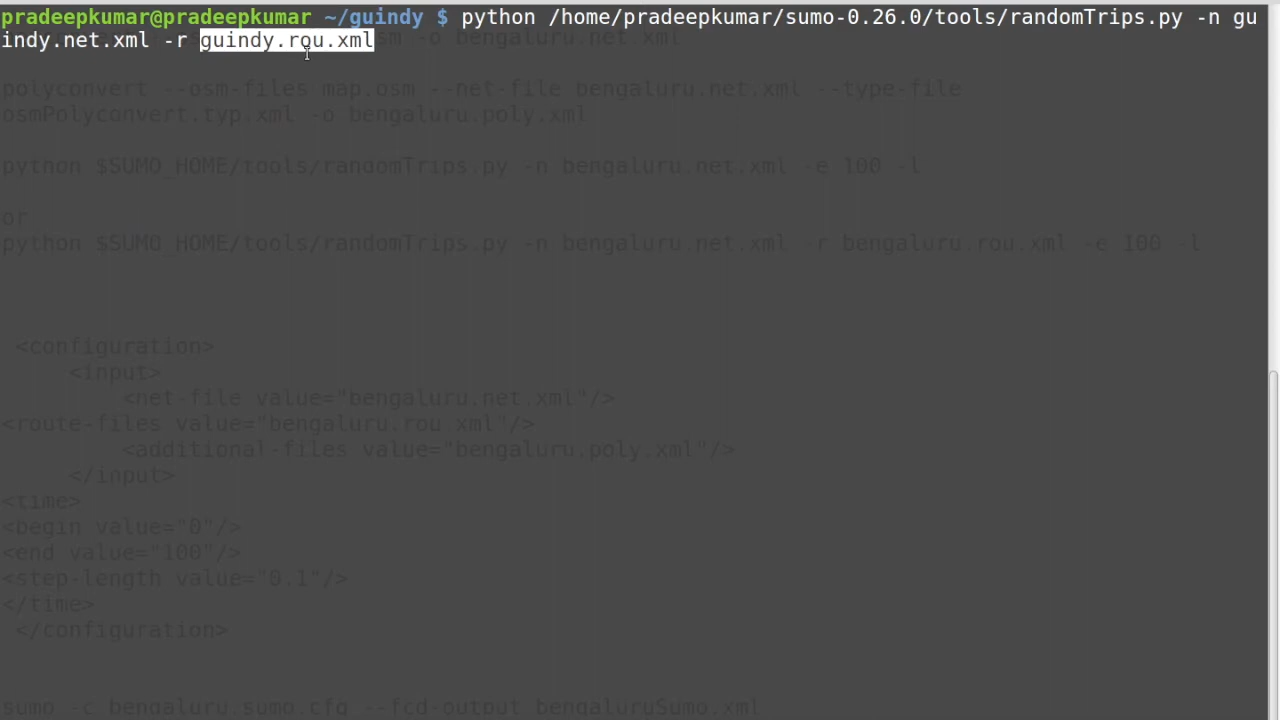 pradeepkumar@pradeepkumar ~/guindy $ python /home/pradeepkumar/sumo-0.26.0/tools/randomTrips.py -n gu
indy.net.xml -r guindy.rou.xml
sm -o bengaluru.net.xml
polyconvert --osm-files map.osm --net-file bengaluru.net.xml --type-file
osmPolyconvert.typ.xml -o bengaluru.poly.xml
python $SUMO_HOME/tools/randomTrips.py -n bengaluru.net.xml -e 100 -l
or
python $SUMO_HOME/tools/randomTrips.py -n bengaluru.net.xml -r bengaluru.rou.xml -e 100 -l
<configuration>
<input>
<net-file value="bengaluru.net.xml"/>
<route-files value="bengaluru.rou.xml"/>
<additional-files value="bengaluru.poly.xml"/>
</input>
<time>
<begin value="0"/>
<end value="100"/>
<step-length value="0.1"/>
</time>
</configuration>
sumo -c bengaluru.sumo.cfg --fcd-output bengaluruSumo.xml